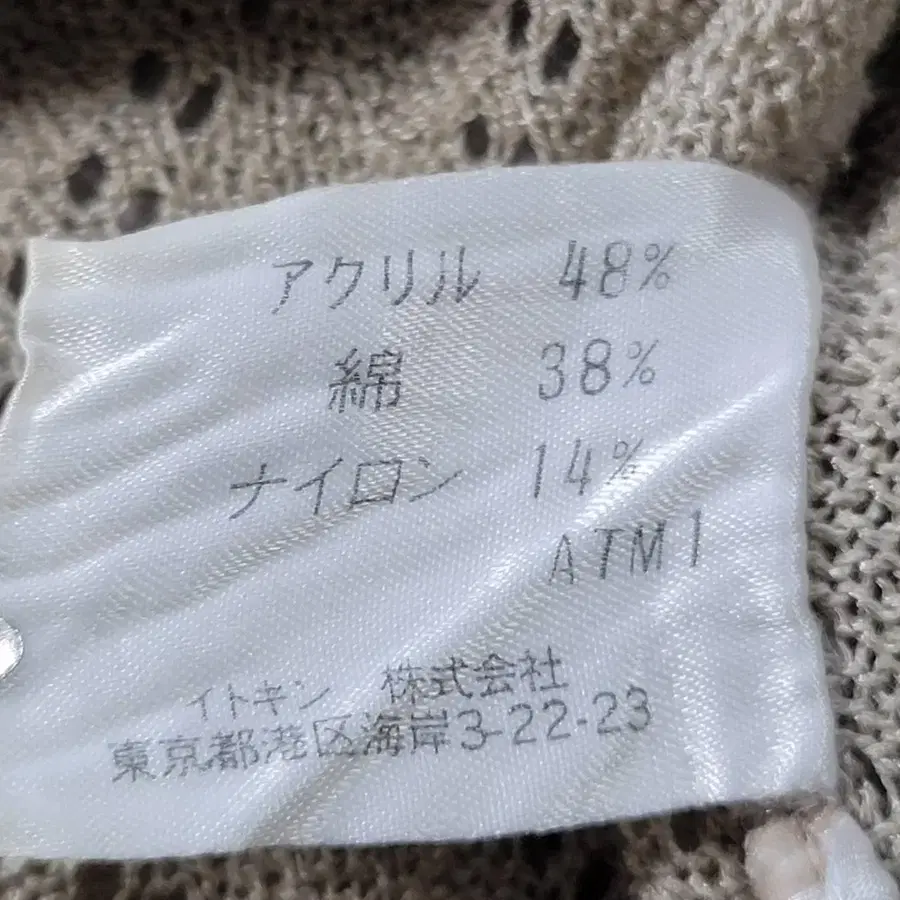 アクリル 48%
綿 38%
ナイロン 14%
ATM1
イトキン 株式会社
東京都港区海岸3-22-23